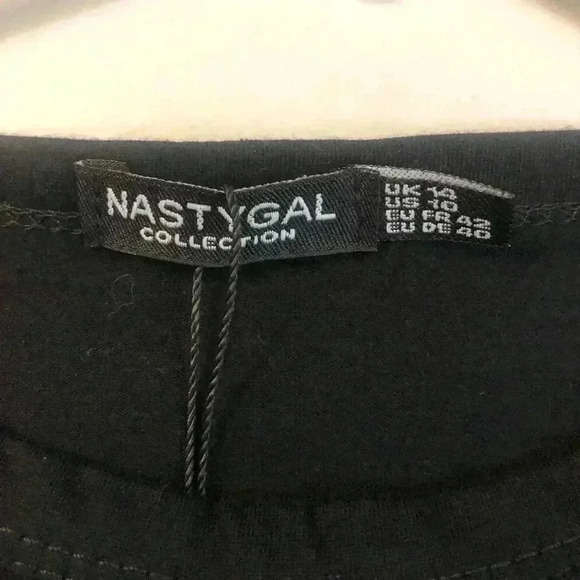 NASTYGAL
COLLECTION
UK 14
US 10
EU FR 42
EU DE 40